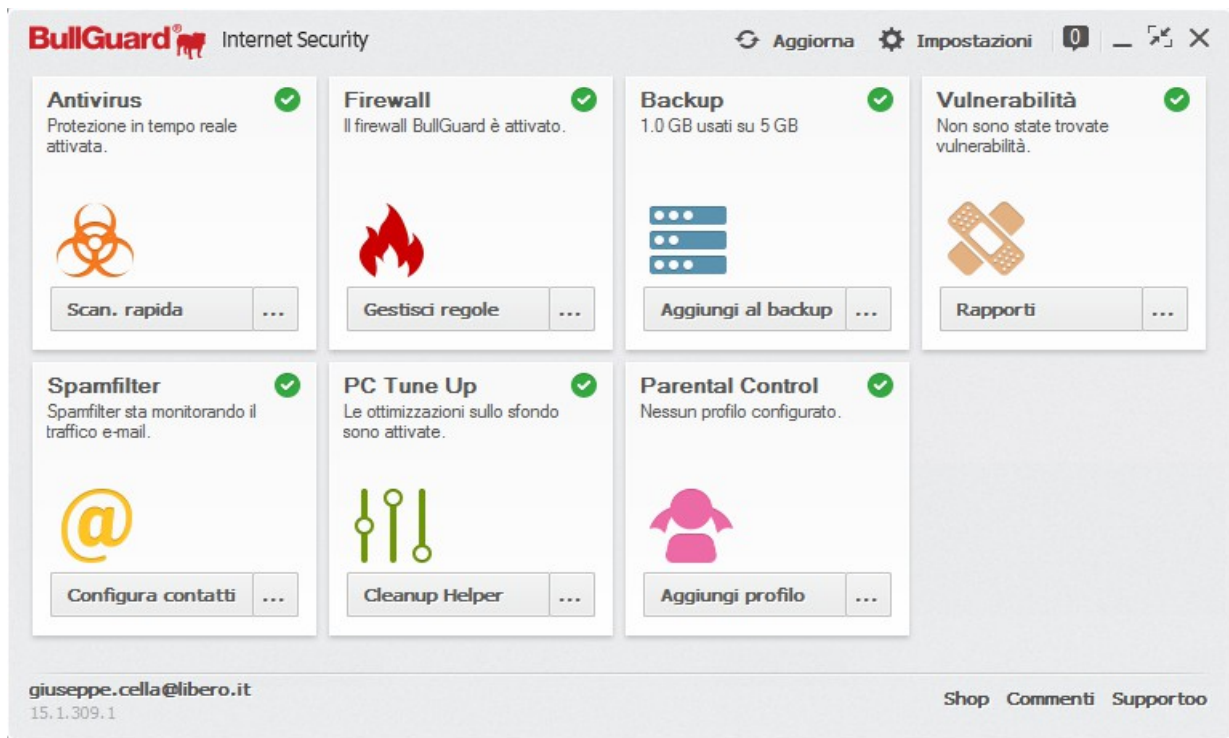 BullGuard® Internet Security
Aggiorna
Impostazioni
0
Antivirus
Protezione in tempo reale
attivata.
Scan. rapida
...
Firewall
Il firewall BullGuard è attivato.
Gestisci regole
...
Backup
1.0 GB usati su 5 GB
Aggiungi al backup
...
Vulnerabilità
Non sono state trovate
vulnerabilità.
Rapporti
...
Spamfilter
Spamfilter sta monitorando il
traffico e-mail.
@
Configura contatti
...
PC Tune Up
Le ottimizzazioni sullo sfondo
sono attivate.
Cleanup Helper
...
Parental Control
Nessun profilo configurato.
Aggiungi profilo
...
giuseppe.cella@libero.it
15.1.309.1
Shop
Commenti
Supportoo